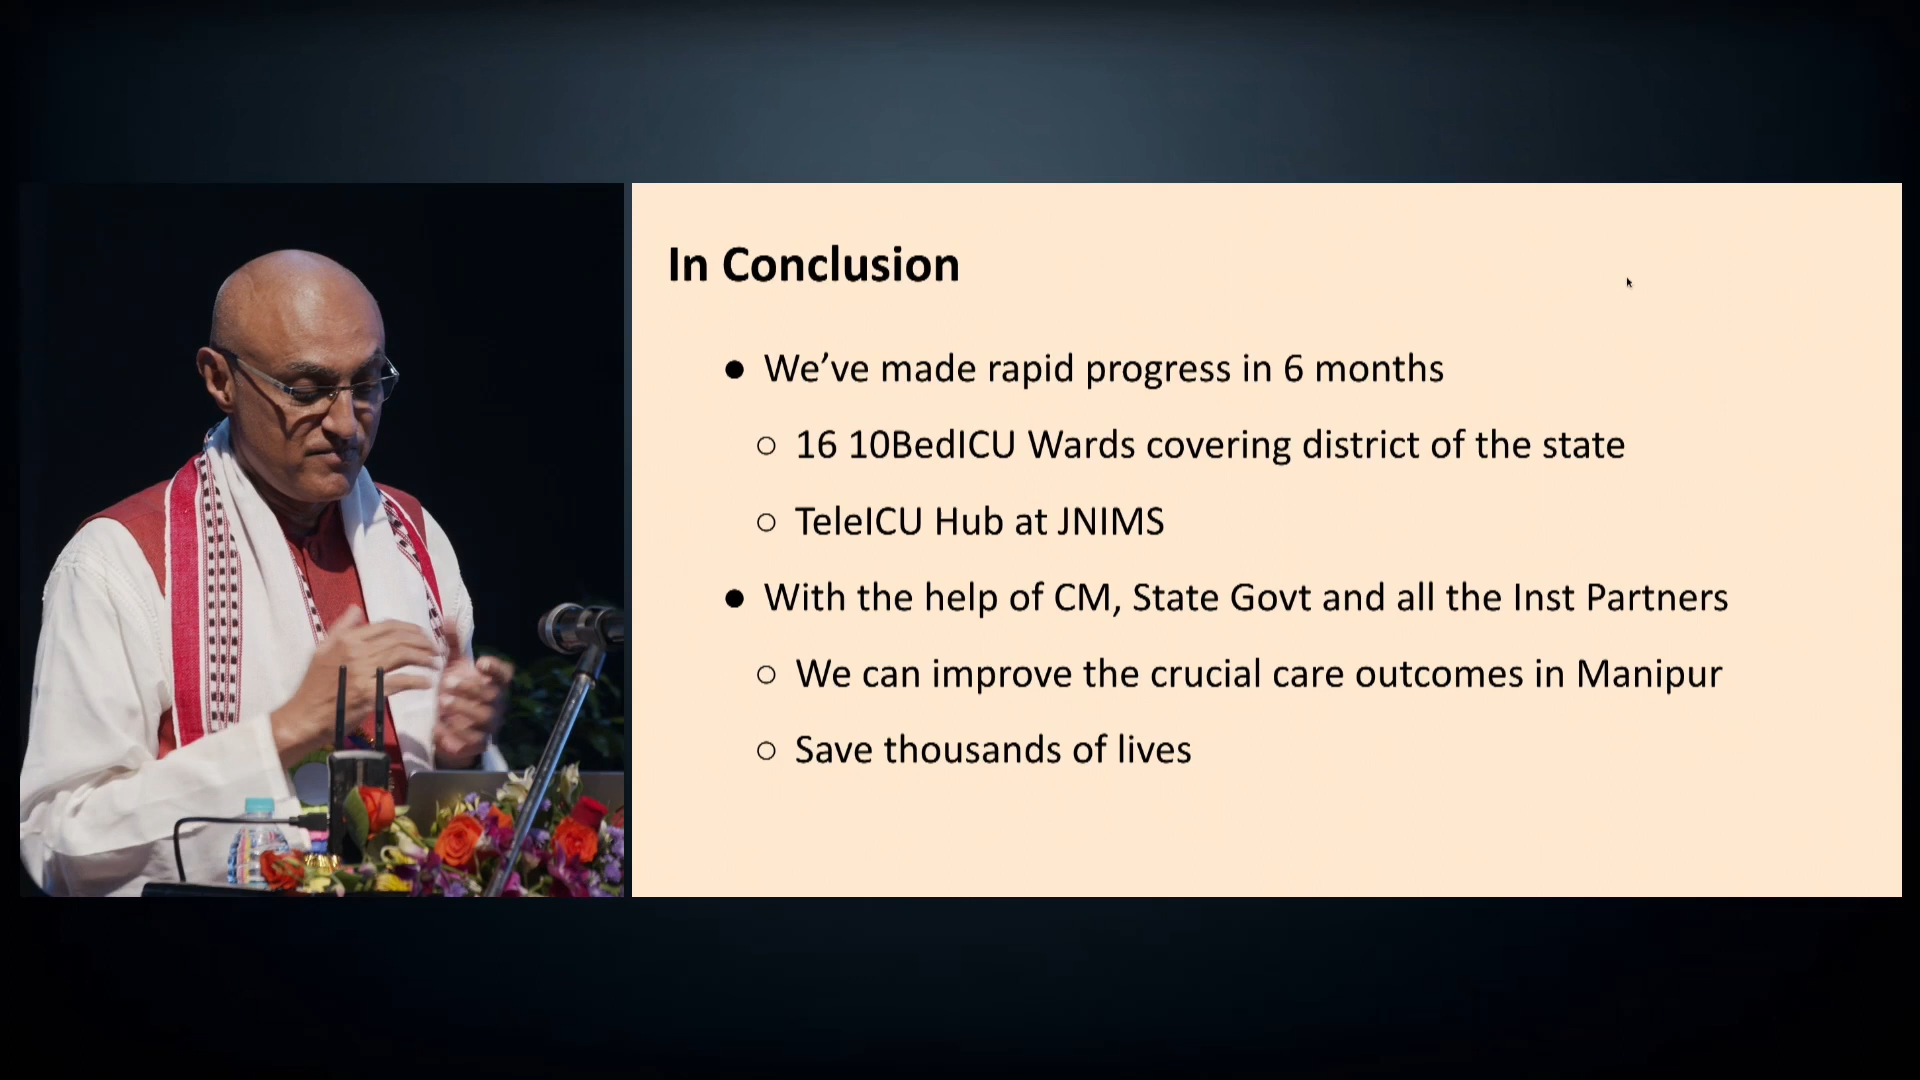 In Conclusion
● We’ve made rapid progress in 6 months
○ 16 10BedICU Wards covering district of the state
○ TeleICU Hub at JNIMS
● With the help of CM, State Govt and all the Inst Partners
○ We can improve the crucial care outcomes in Manipur
○ Save thousands of lives